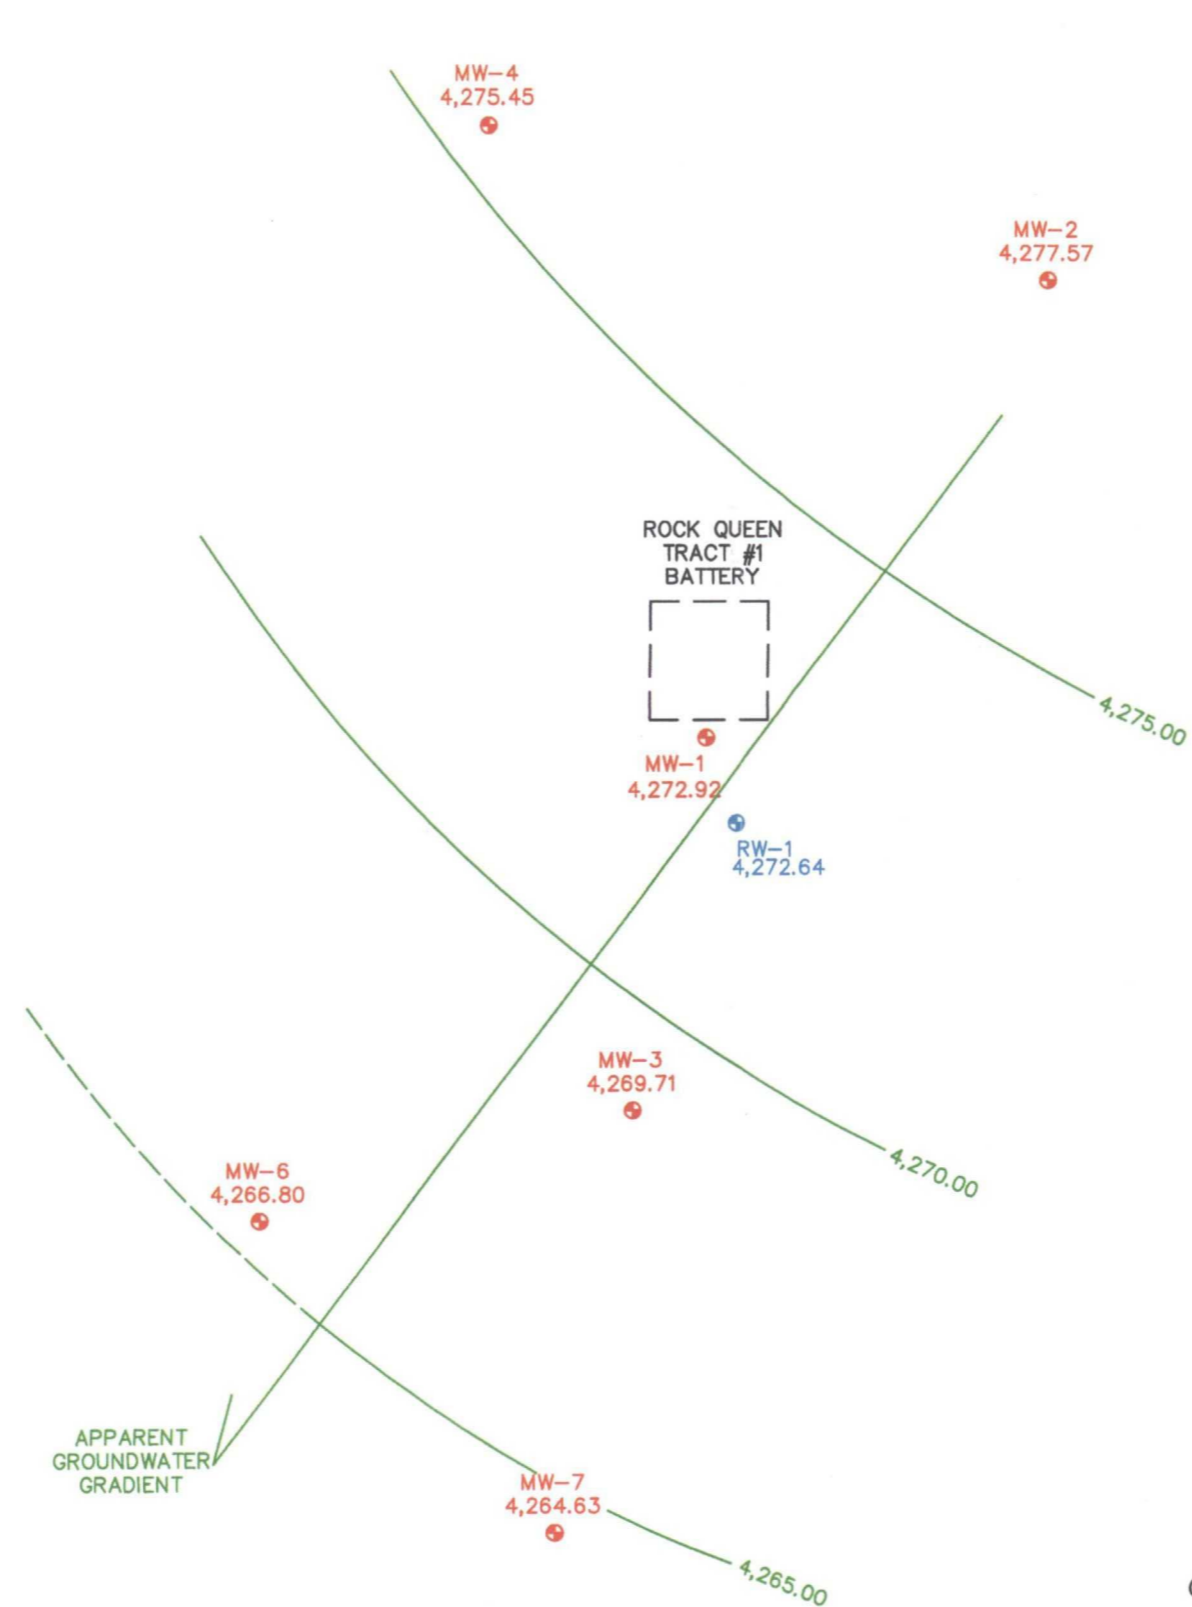 MW-4
4,275.45
MW-2
4,277.57
ROCK QUEEN
TRACT #1
BATTERY
4,275.00
MW-1
4,272.92
RW-1
4,272.64
MW-3
4,269.71
4,270.00
MW-6
4,266.80
APPARENT
GROUNDWATER
GRADIENT
MW-7
4,264.63
4,265.00